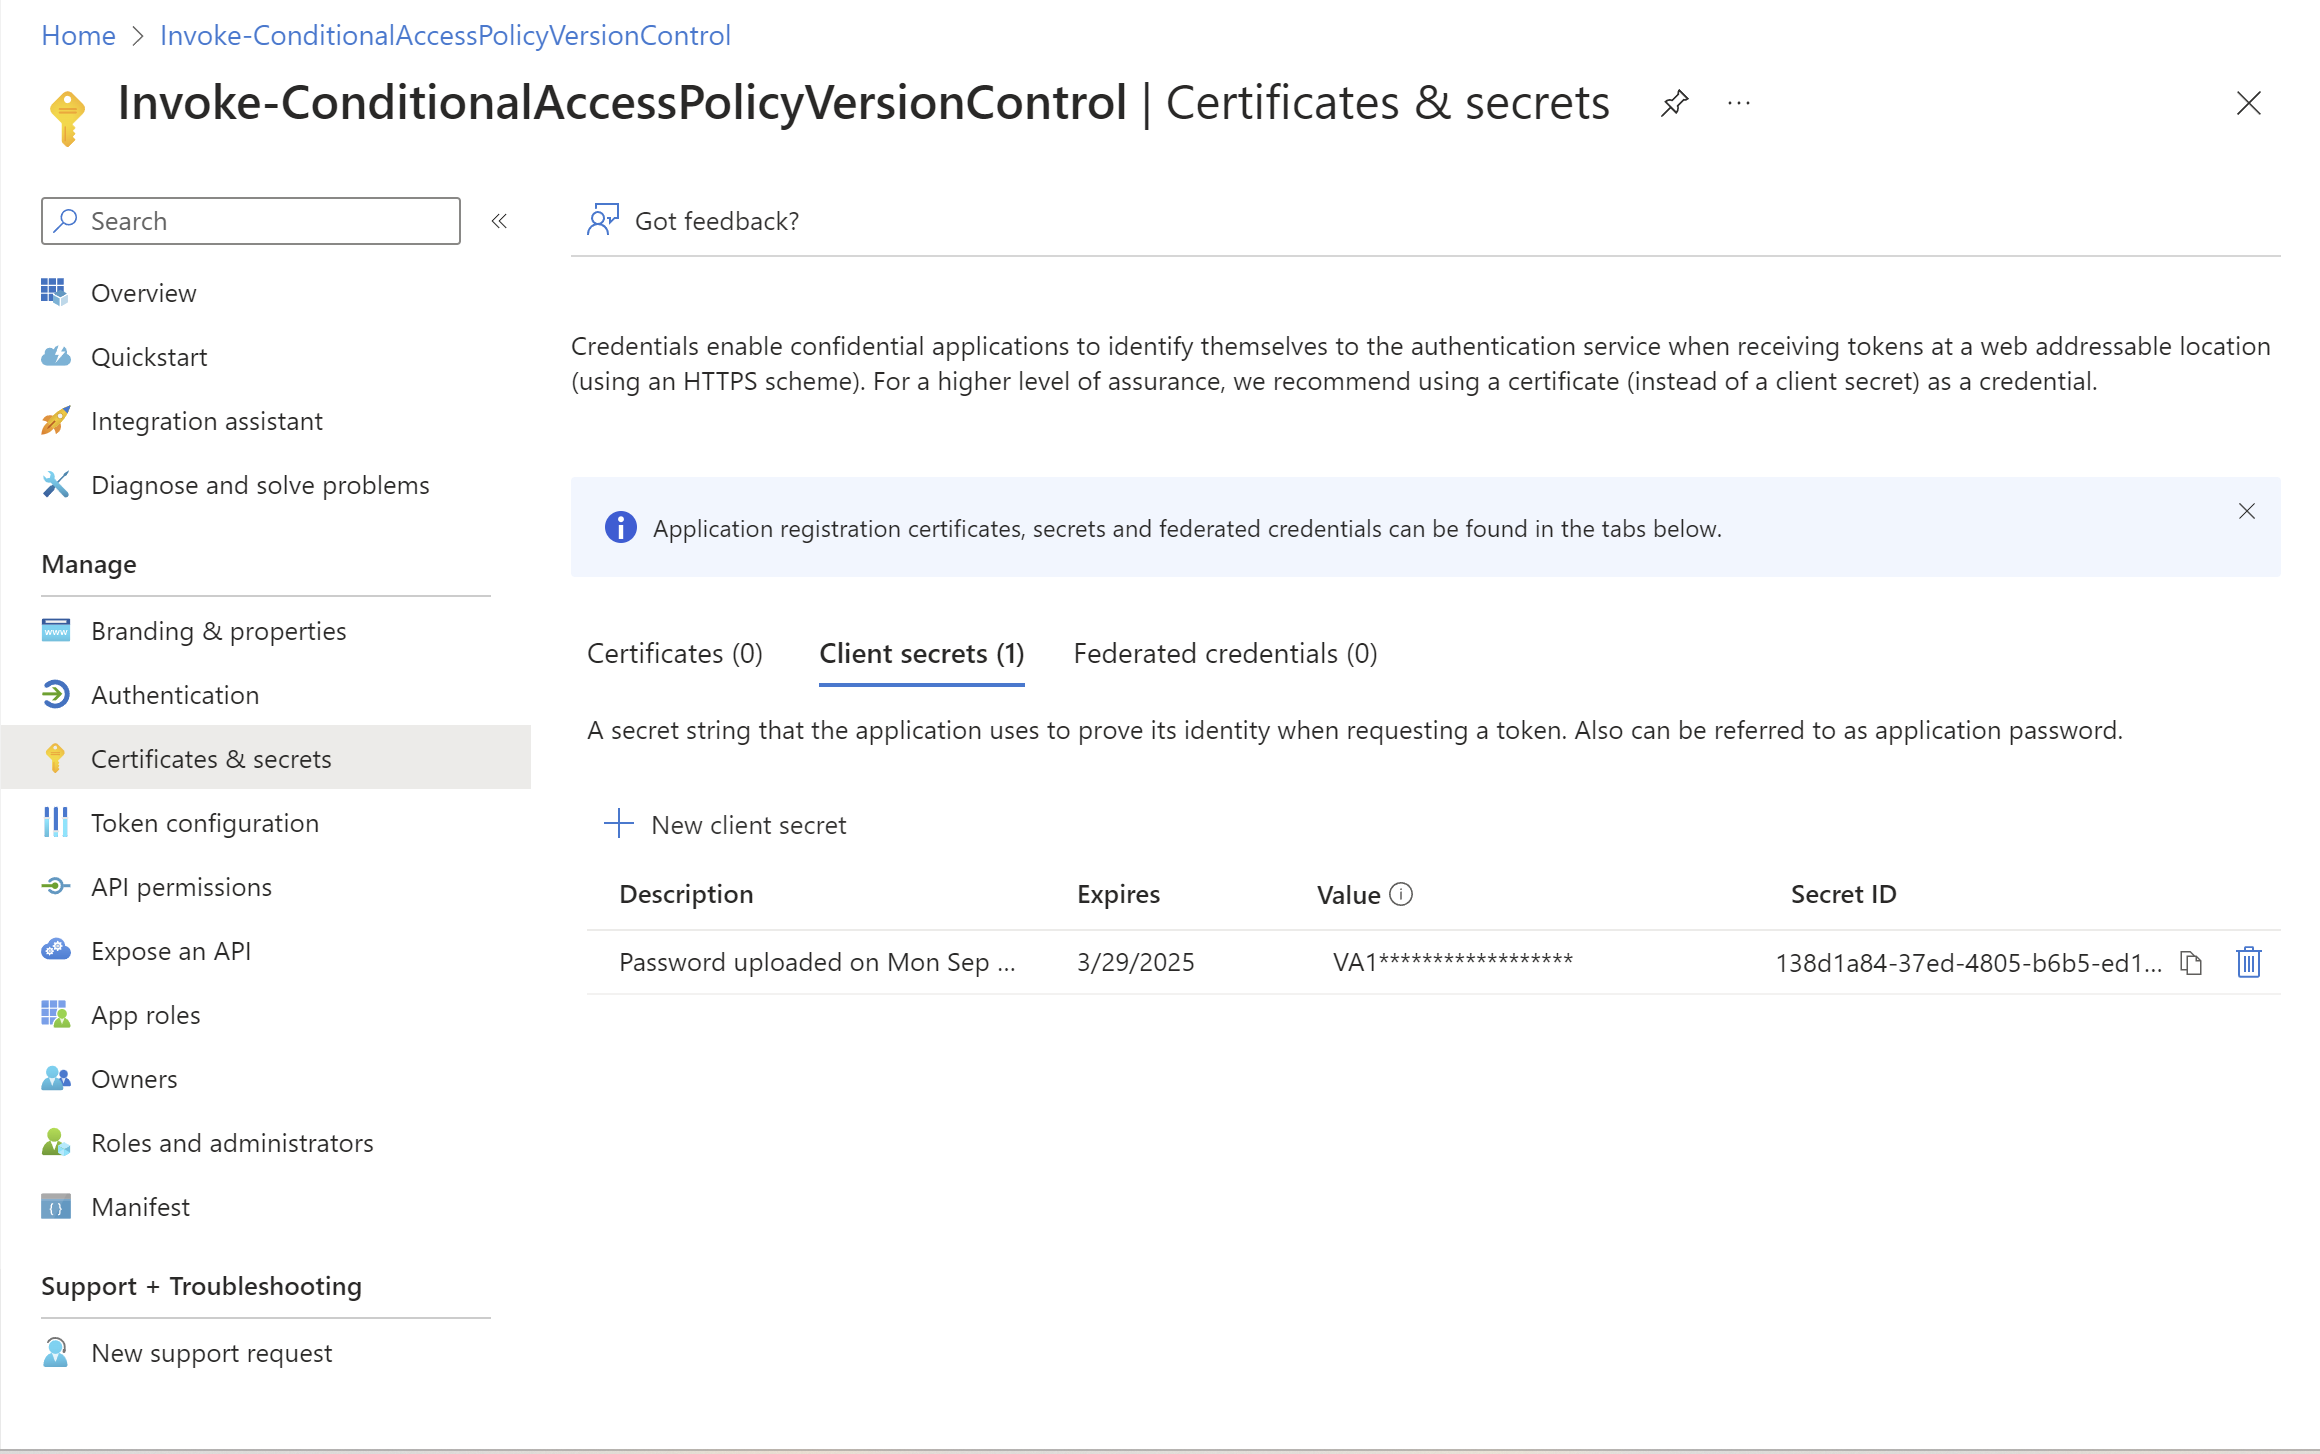 Home > Invoke-ConditionalAccessPolicyVersionControl
Invoke-ConditionalAccessPolicyVersionControl | Certificates & secrets
Search
Got feedback?
Overview
Quickstart
Integration assistant
Diagnose and solve problems
Manage
Branding & properties
Authentication
Certificates & secrets
Token configuration
API permissions
Expose an API
App roles
Owners
Roles and administrators
Manifest
Support + Troubleshooting
New support request
Credentials enable confidential applications to identify themselves to the authentication service when receiving tokens at a web addressable location
(using an HTTPS scheme). For a higher level of assurance, we recommend using a certificate (instead of a client secret) as a credential.
Application registration certificates, secrets and federated credentials can be found in the tabs below.
Certificates (0) Client secrets (1) Federated credentials (0)
A secret string that the application uses to prove its identity when requesting a token. Also can be referred to as application password.
New client secret
Description Expires Value Secret ID
Password uploaded on Mon Sep ... 3/29/2025 VA1****************** 138d1a84-37ed-4805-b6b5-ed1...